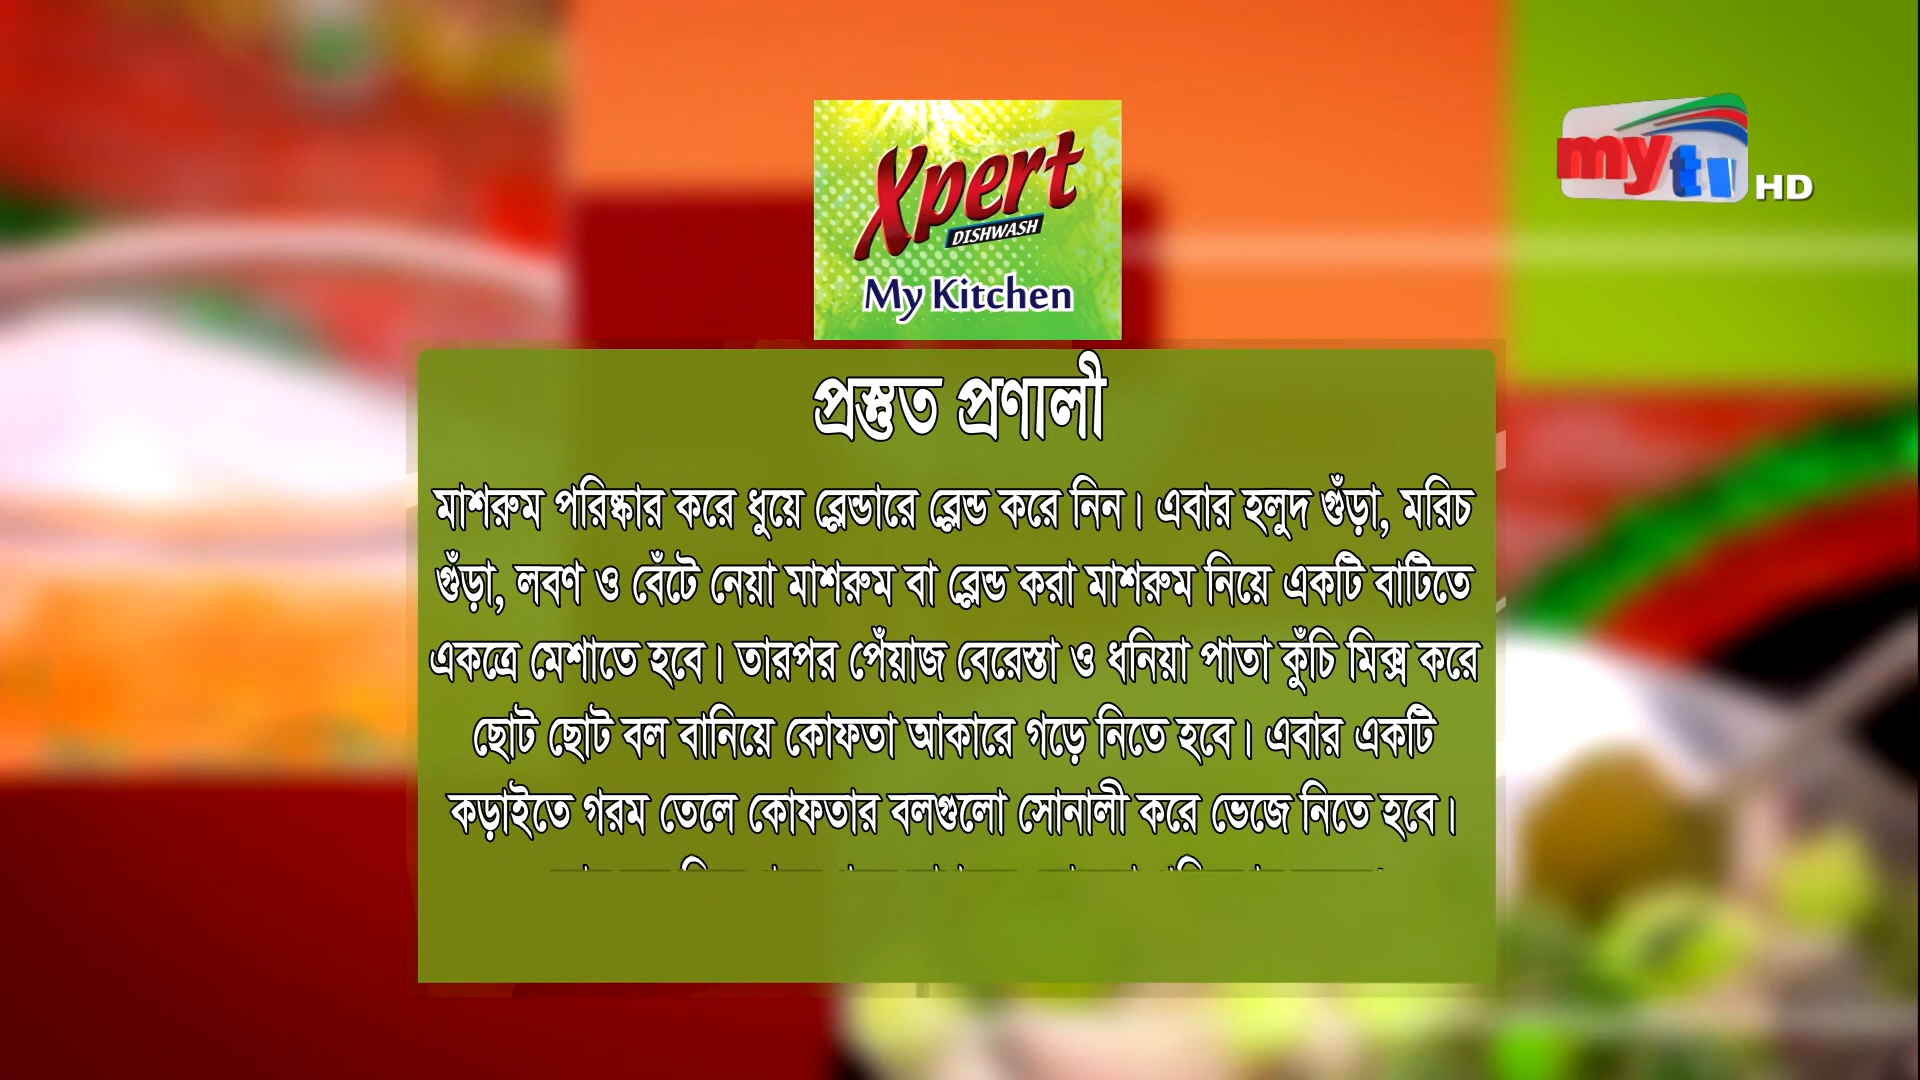 Xpert
DISHWASH
My Kitchen
mytv HD
প্রস্তুত প্রণালী
মাশরুম পরিষ্কার করে ধুয়ে ব্লেন্ডারে ব্লেন্ড করে নিন। এবার হলুদ গুঁড়া, মরিচ
গুঁড়া, লবণ ও বেঁটে নেয়া মাশরুম বা ব্লেন্ড করা মাশরুম নিয়ে একটি বাটিতে
একত্রে মেশাতে হবে। তারপর পেঁয়াজ বেরেস্তা ও ধনিয়া পাতা কুঁচি মিক্স করে
ছোট ছোট বল বানিয়ে কোফতা আকারে গড়ে নিতে হবে। এবার একটি
কড়াইতে গরম তেলে কোফতার বলগুলো সোনালী করে ভেজে নিতে হবে।